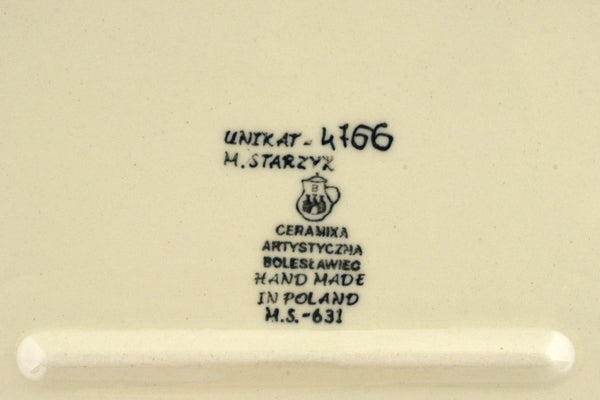 UNIKAT - 4766
M. STARZYK
B
CERAMIKA
ARTYSTYCZNA
BOLESŁAWIEC
HAND MADE
IN POLAND
M.S.-631